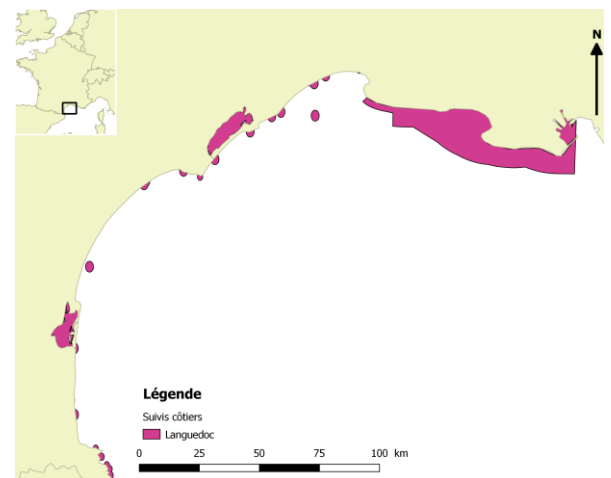 N
Légende
Suivis côtiers
Languedoc
0 25 50 75 100 km